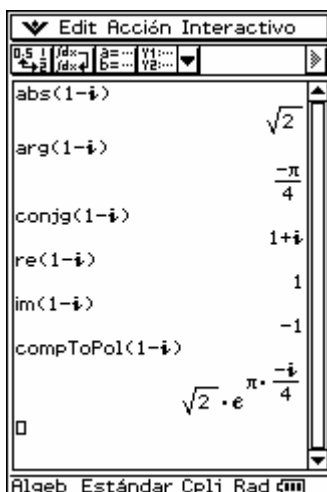 Edit Acción Interactivo
abs(1-i)
√2
arg(1-i)
-π/4
conjg(1-i)
1+i
re(1-i)
1
im(1-i)
-1
compToPol(1-i)
√2·e^(π·-i/4)
Algeb Estándar Cplj Rad